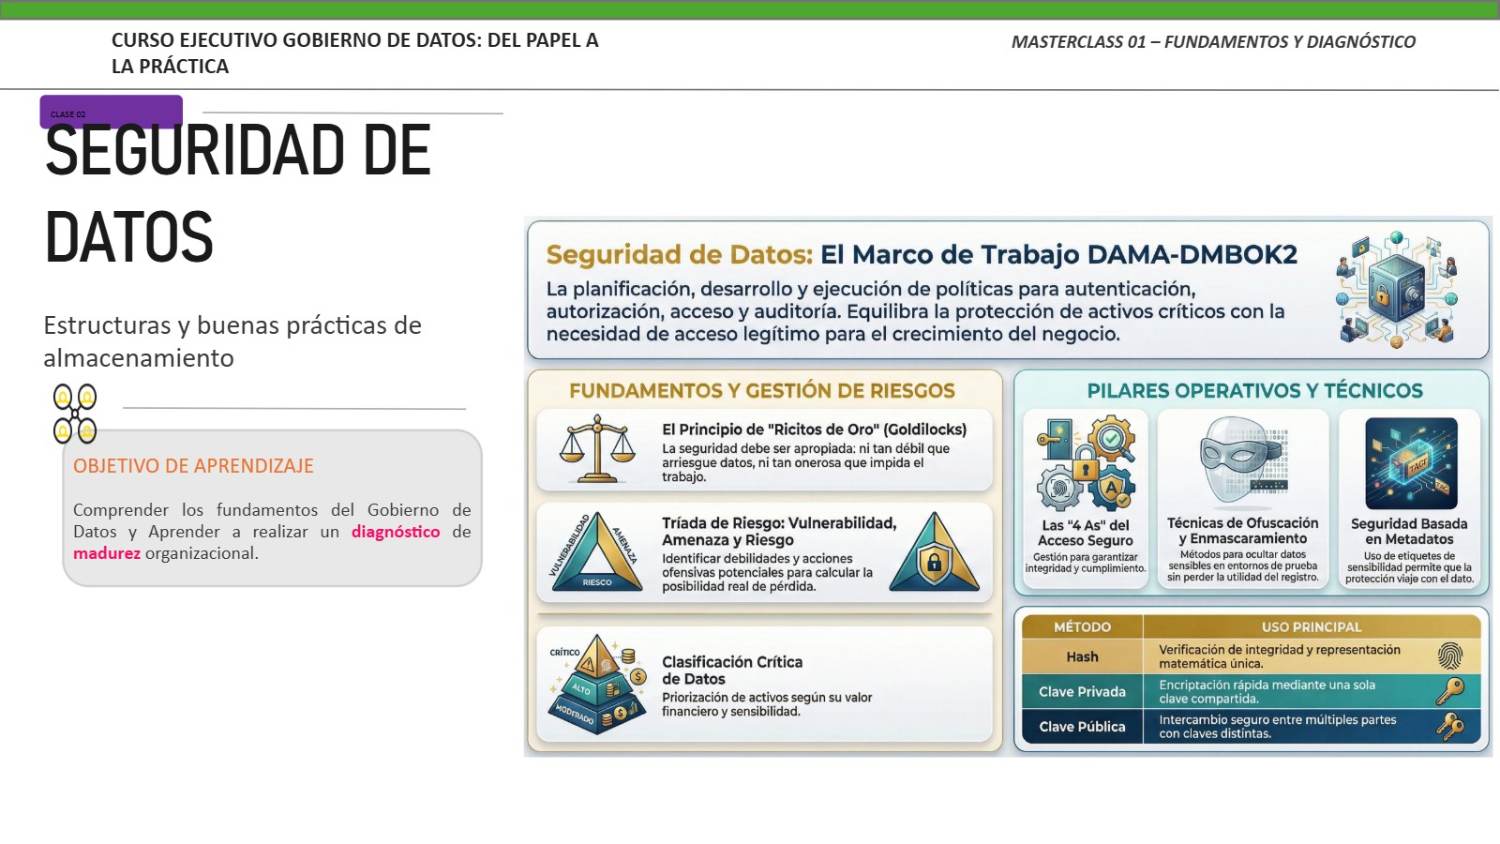 CURSO EJECUTIVO GOBIERNO DE DATOS: DEL PAPEL A
LA PRÁCTICA
MASTERCLASS 01 – FUNDAMENTOS Y DIAGNÓSTICO
CLASE 02
SEGURIDAD DE
DATOS
Estructuras y buenas prácticas de
almacenamiento
OBJETIVO DE APRENDIZAJE
Comprender los fundamentos del Gobierno de
Datos y Aprender a realizar un diagnóstico de
madurez organizacional.
Seguridad de Datos: El Marco de Trabajo DAMA-DMBOK2
La planificación, desarrollo y ejecución de políticas para autenticación,
autorización, acceso y auditoría. Equilibra la protección de activos críticos con la
necesidad de acceso legítimo para el crecimiento del negocio.
FUNDAMENTOS Y GESTIÓN DE RIESGOS
El Principio de "Ricitos de Oro" (Goldilocks)
La seguridad debe ser apropiada: ni tan débil que
arriesgue datos, ni tan onerosa que impida el
trabajo.
VULNERABILIDAD
AMENAZA
RIESGO
Tríada de Riesgo: Vulnerabilidad,
Amenaza y Riesgo
Identificar debilidades y acciones
ofensivas potenciales para calcular la
posibilidad real de pérdida.
CRÍTICO
ALTO
MODERADO
Clasificación Crítica
de Datos
Priorización de activos según su valor
financiero y sensibilidad.
PILARES OPERATIVOS Y TÉCNICOS
Las "4 As" del
Acceso Seguro
Gestión para garantizar
integridad y cumplimiento.
Técnicas de Ofuscación
y Enmascaramiento
Métodos para ocultar datos
sensibles en entornos de prueba
sin perder la utilidad del registro.
Seguridad Basada
en Metadatos
Uso de etiquetas de
sensibilidad permite que la
protección viaje con el dato.
MÉTODO USO PRINCIPAL
Hash Verificación de integridad y representación
matemática única.
Clave Privada Encriptación rápida mediante una sola
clave compartida.
Clave Pública Intercambio seguro entre múltiples partes
con claves distintas.